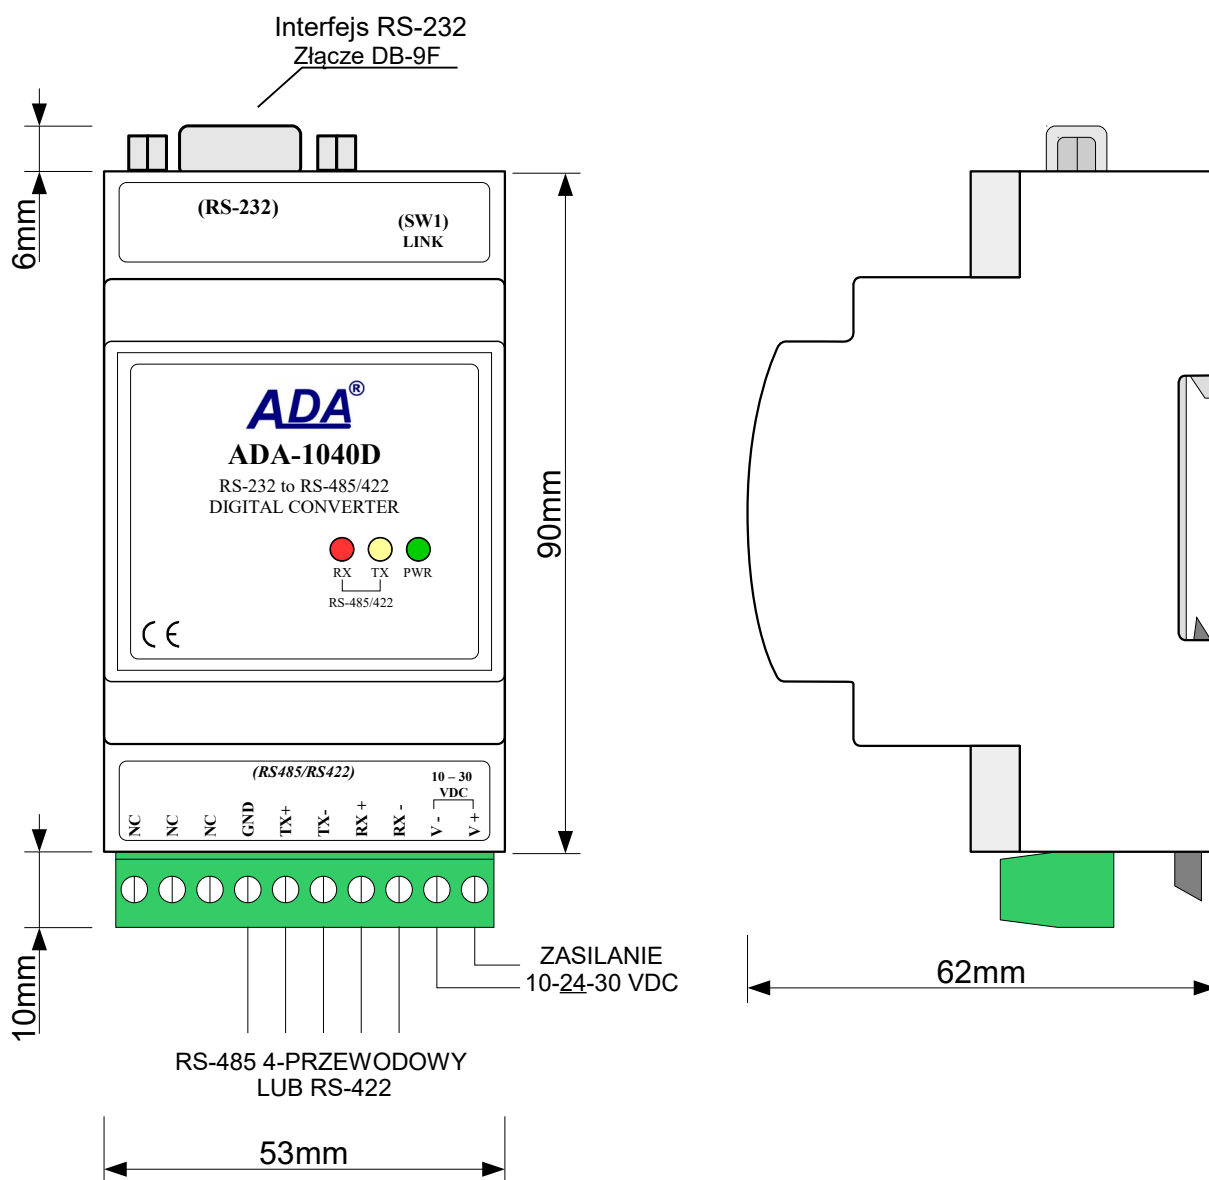 Interfejs RS-232
Złącze DB-9F
6mm
(RS-232)
(SW1)
LINK
ADA®
ADA-1040D
RS-232 to RS-485/422
DIGITAL CONVERTER
RX TX PWR
RS-485/422
CE
90mm
(RS485/RS422)
10 – 30
VDC
NC NC NC GND TX+ TX- RX + RX - V - V +
10mm
ZASILANIE
10-24-30 VDC
62mm
RS-485 4-PRZEWODOWY
LUB RS-422
53mm